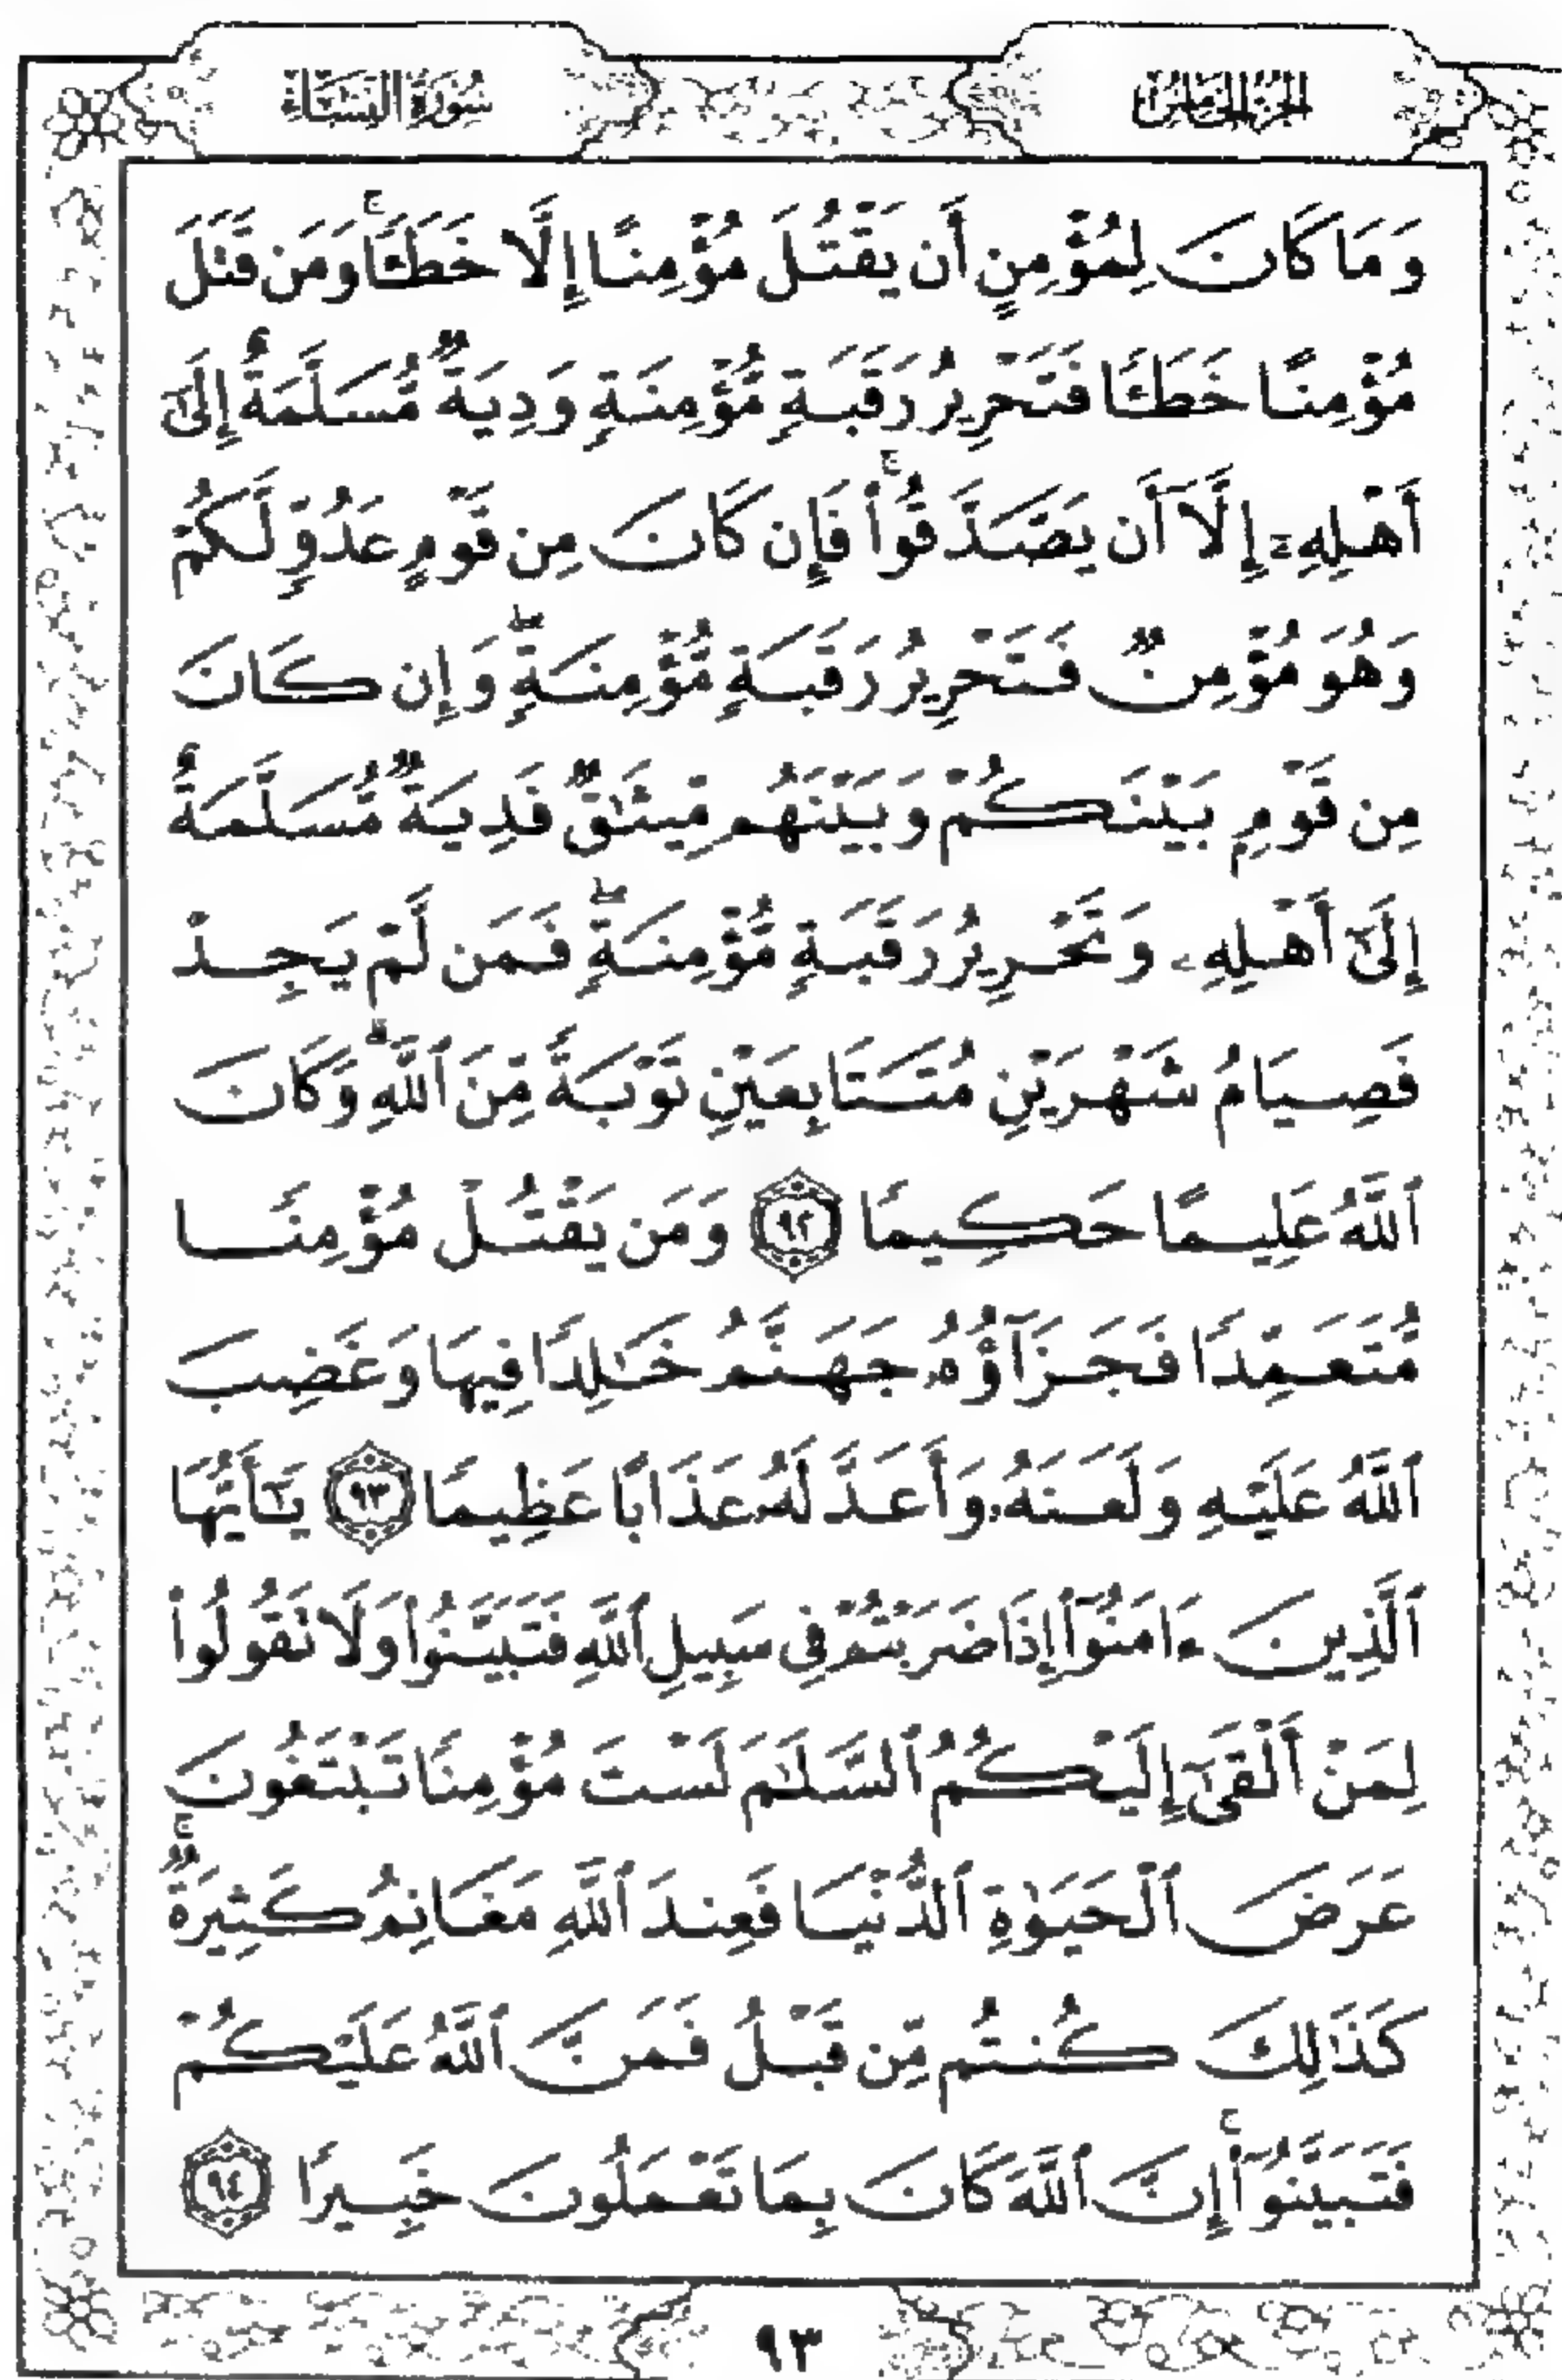 الجزء الخامس
سورة النساء
وَمَا كَانَ لِمُؤْمِنٍ أَن يَقْتُلَ مُؤْمِنًا إِلَّا خَطَـًٔاۚ وَمَن قَتَلَ
مُؤْمِنًا خَطَـًٔا فَتَحْرِيرُ رَقَبَةٍ مُّؤْمِنَةٍ وَدِيَةٌ مُّسَلَّمَةٌ إِلَىٰٓ
أَهْلِهِۦٓ إِلَّآ أَن يَصَّدَّقُوا۟ۚ فَإِن كَانَ مِن قَوْمٍ عَدُوٍّ لَّكُمْ
وَهُوَ مُؤْمِنٌ فَتَحْرِيرُ رَقَبَةٍ مُّؤْمِنَةٍۖ وَإِن كَانَ
مِن قَوْمٍۭ بَيْنَكُمْ وَبَيْنَهُم مِّيثَـٰقٌ فَدِيَةٌ مُّسَلَّمَةٌ
إِلَىٰٓ أَهْلِهِۦ وَتَحْرِيرُ رَقَبَةٍ مُّؤْمِنَةٍۖ فَمَن لَّمْ يَجِدْ
فَصِيَامُ شَهْرَيْنِ مُتَتَابِعَيْنِ تَوْبَةً مِّنَ ٱللَّهِۗ وَكَانَ
ٱللَّهُ عَلِيمًا حَكِيمًا ٩٢ وَمَن يَقْتُلْ مُؤْمِنًا
مُّتَعَمِّدًا فَجَزَآؤُهُۥ جَهَنَّمُ خَـٰلِدًا فِيهَا وَغَضِبَ
ٱللَّهُ عَلَيْهِ وَلَعَنَهُۥ وَأَعَدَّ لَهُۥ عَذَابًا عَظِيمًا ٩٣ يَـٰٓأَيُّهَا
ٱلَّذِينَ ءَامَنُوٓا۟ إِذَا ضَرَبْتُمْ فِى سَبِيلِ ٱللَّهِ فَتَبَيَّنُوا۟ وَلَا تَقُولُوا۟
لِمَنْ أَلْقَىٰٓ إِلَيْكُمُ ٱلسَّلَـٰمَ لَسْتَ مُؤْمِنًا تَبْتَغُونَ
عَرَضَ ٱلْحَيَوٰةِ ٱلدُّنْيَا فَعِندَ ٱللَّهِ مَغَانِمُ كَثِيرَةٌۚ
كَذَٰلِكَ كُنتُم مِّن قَبْلُ فَمَنَّ ٱللَّهُ عَلَيْكُمْ
فَتَبَيَّنُوٓا۟ۚ إِنَّ ٱللَّهَ كَانَ بِمَا تَعْمَلُونَ خَبِيرًا ٩٤
٩٣